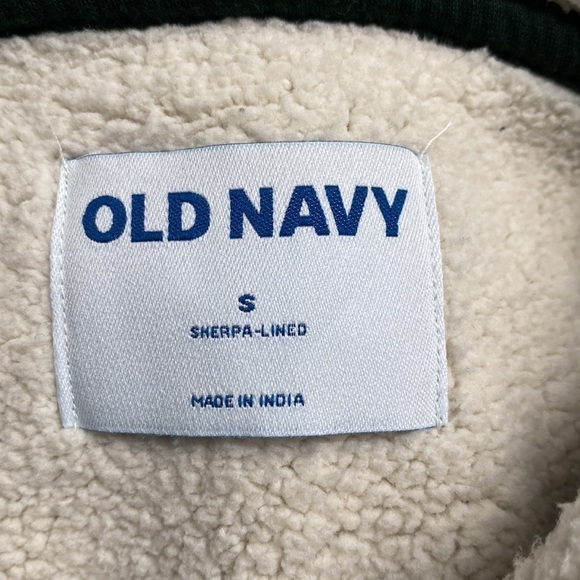 OLD NAVY
S
SHERPA-LINED
MADE IN INDIA